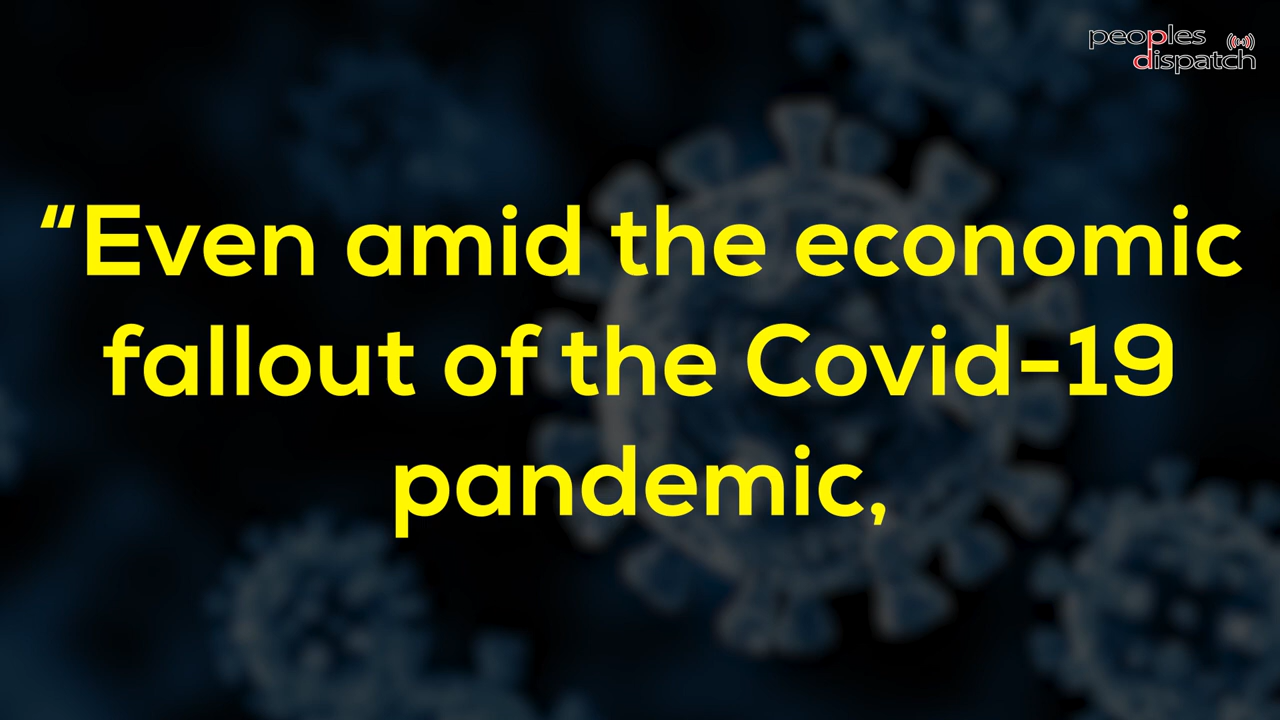 peoples
dispatch
“Even amid the economic
fallout of the Covid-19
pandemic,